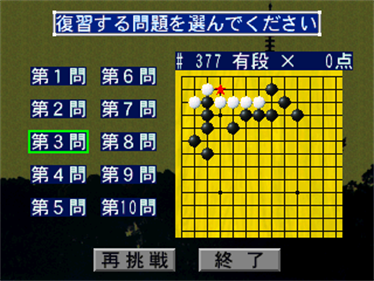 復習する問題を選んでください
# 377 有段 × 0点
第1問 第6問
第2問 第7問
第3問 第8問
第4問 第9問
第5問 第10問
再挑戦 終了